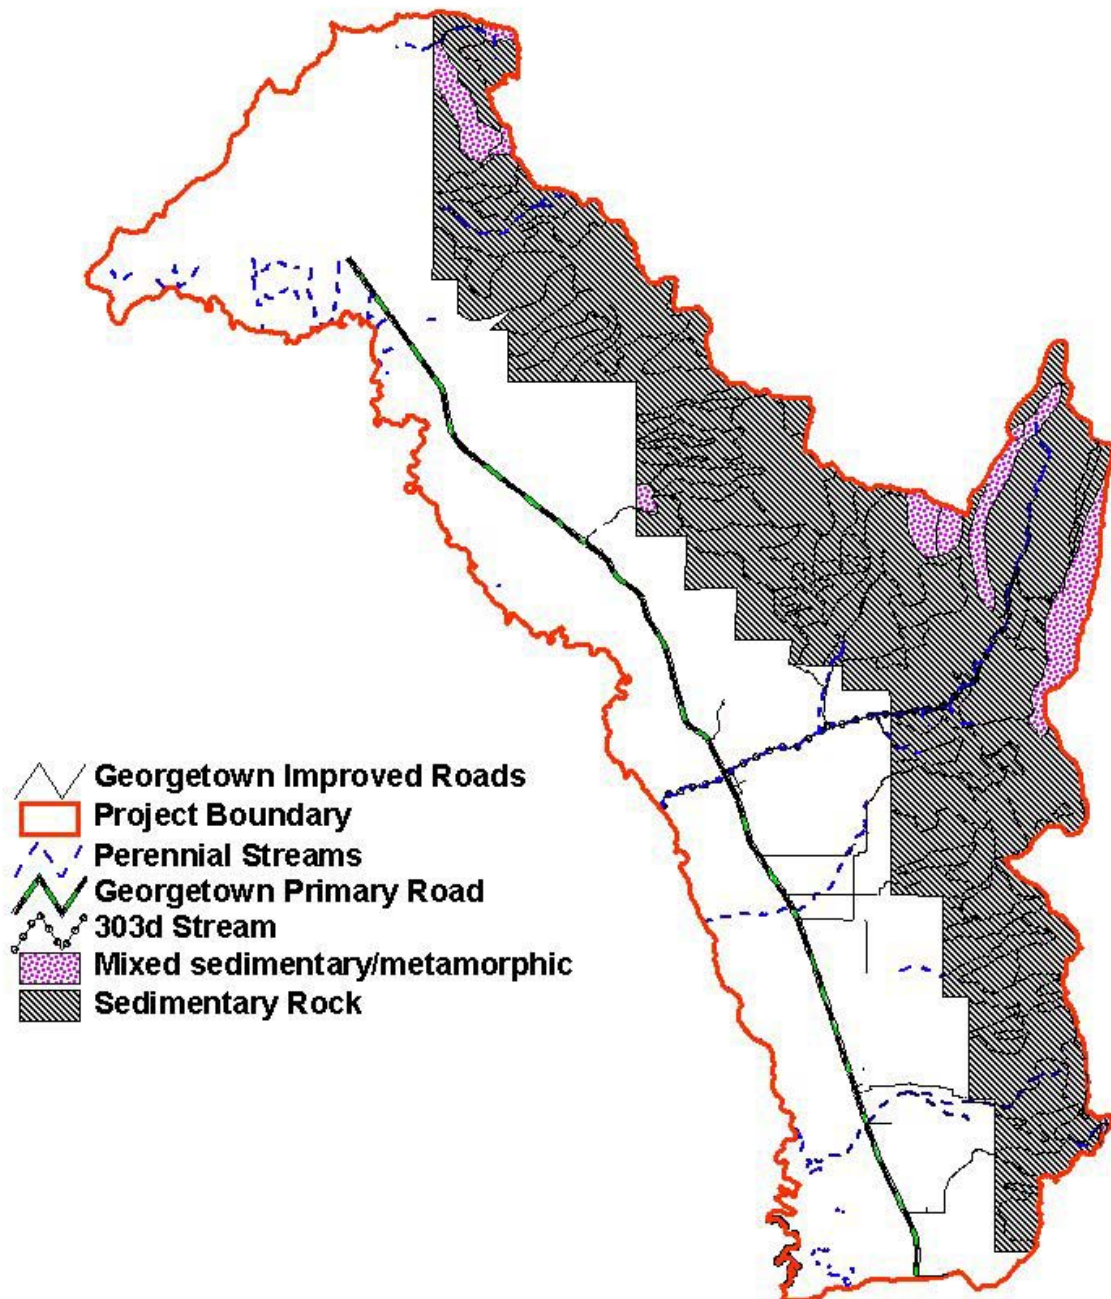 Georgetown Improved Roads
Project Boundary
Perennial Streams
Georgetown Primary Road
303d Stream
Mixed sedimentary/metamorphic
Sedimentary Rock